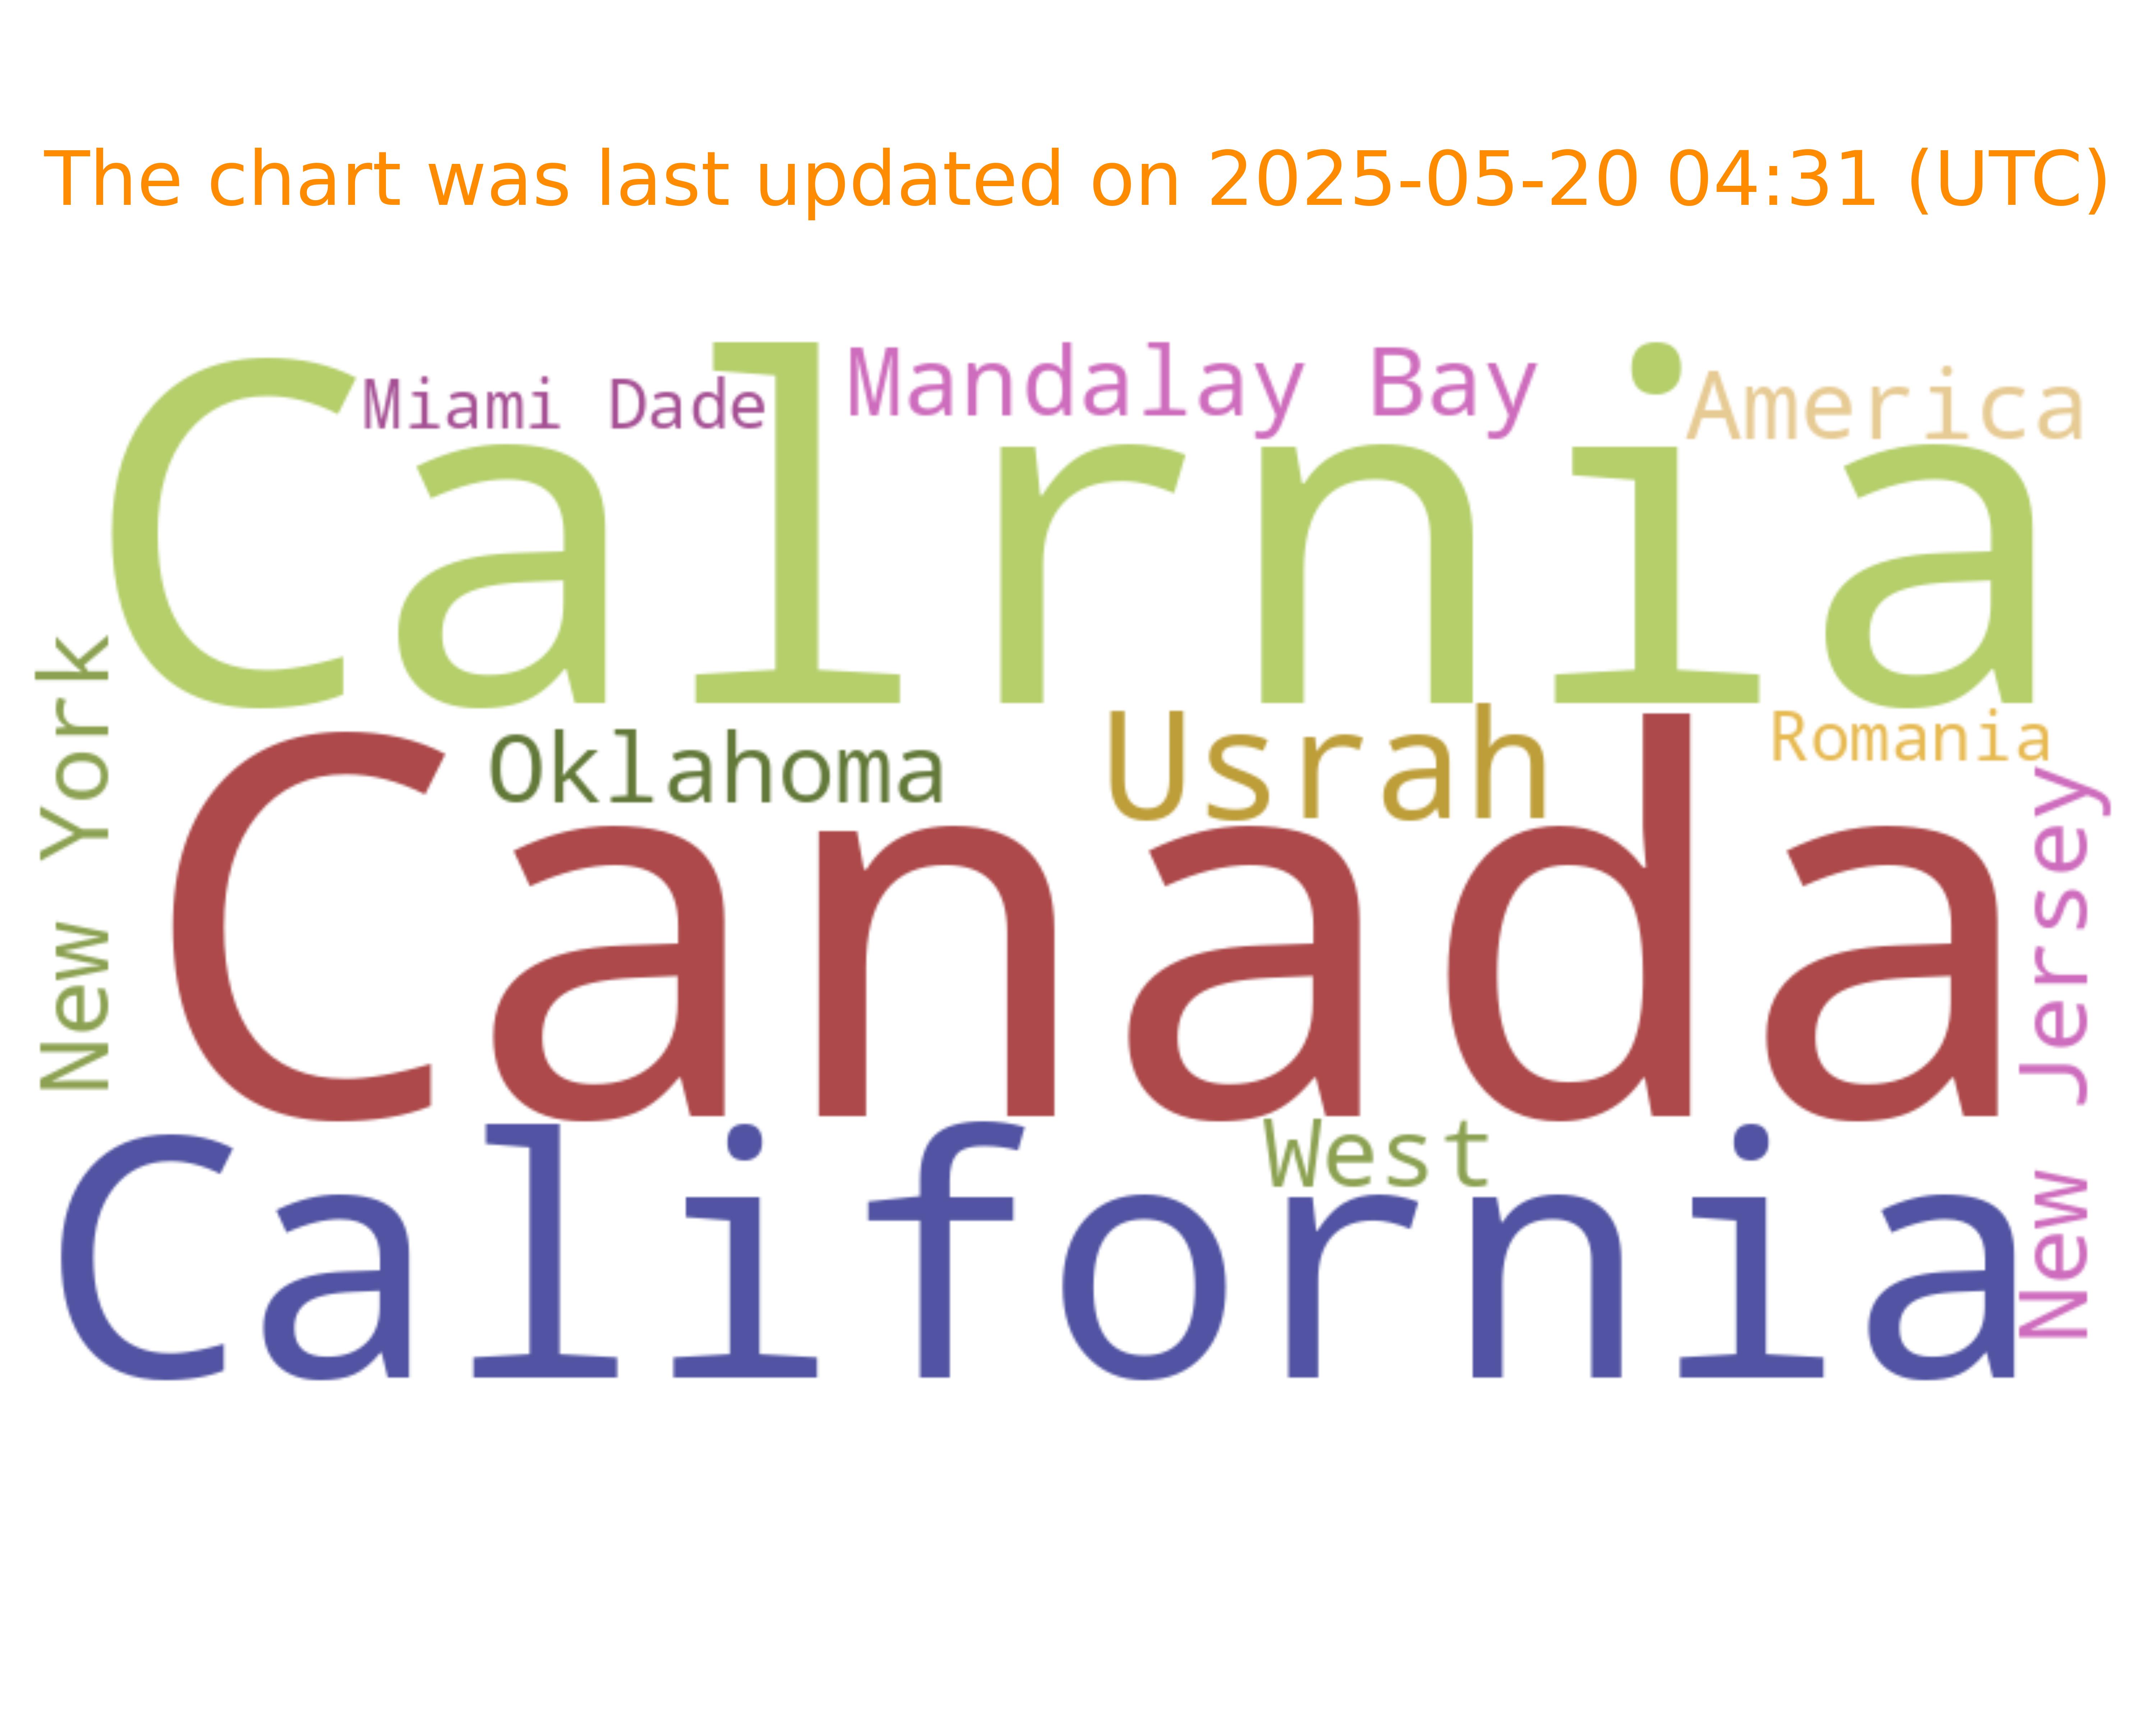 The chart was last updated on 2025-05-20 04:31 (UTC)
Miami Dade
Mandalay Bay
America
Calrnia
New York
Oklahoma
Usrah
Romania
Canada
New Jersey
West
California